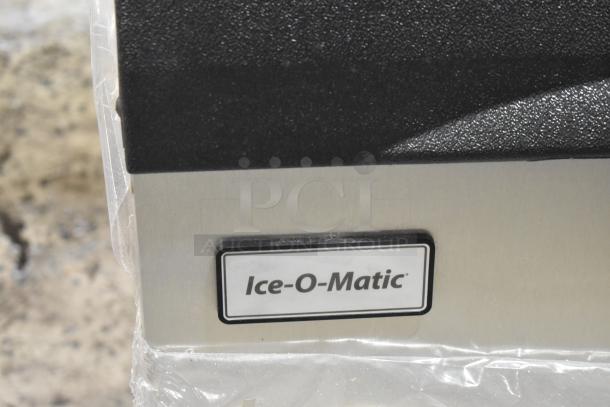 PCI
AUCTION GROUP
Ice-O-Matic